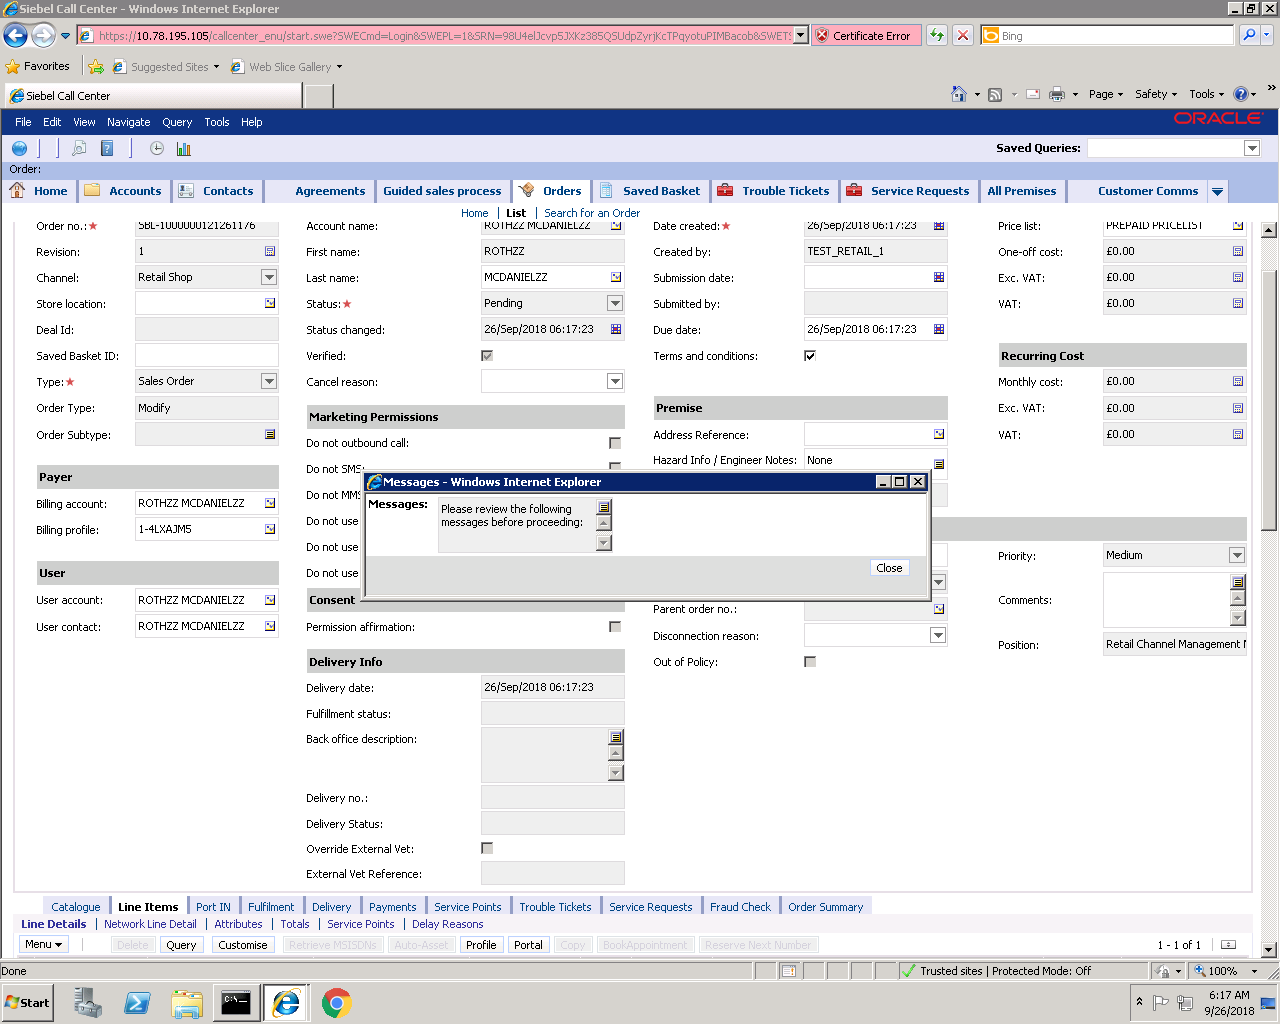 Siebel Call Center - Windows Internet Explorer
https://10.78.195.105/callcenter_enu/start.swe?SWECmd=Login&SWEPL=1&SRN=98U4elJcvp5JXKz385QSUdpZyrjKcTPqyotuPIMBacob&SWETS
Certificate Error
Bing
Favorites
Suggested Sites
Web Slice Gallery
Siebel Call Center
Page
Safety
Tools
File Edit View Navigate Query Tools Help
ORACLE
Saved Queries:
Order:
Home
Accounts
Contacts
Agreements
Guided sales process
Orders
Saved Basket
Trouble Tickets
Service Requests
All Premises
Customer Comms
Home | List | Search for an Order
Order no.: SBL-1000000121261176
Account name: ROTHZZ MCDANIELZZ
Date created: 26/Sep/2018 06:17:23
Price list: PREPAID PRICELIST
Revision: 1
First name: ROTHZZ
Created by: TEST_RETAIL_1
One-off cost: £0.00
Channel: Retail Shop
Last name: MCDANIELZZ
Submission date:
Exc. VAT: £0.00
Store location:
Status: Pending
Submitted by:
VAT: £0.00
Deal Id:
Status changed: 26/Sep/2018 06:17:23
Due date: 26/Sep/2018 06:17:23
Saved Basket ID:
Verified:
Terms and conditions:
Recurring Cost
Type: Sales Order
Cancel reason:
Monthly cost: £0.00
Order Type: Modify
Marketing Permissions
Premise
Exc. VAT: £0.00
Order Subtype:
Do not outbound call:
Address Reference:
VAT: £0.00
Do not SMS:
Hazard Info / Engineer Notes: None
Payer
Do not MMS
Billing account: ROTHZZ MCDANIELZZ
Do not use
Billing profile: 1-4LXAJM5
Do not use
Do not use
Messages - Windows Internet Explorer
Messages:
Please review the following
messages before proceeding:
Close
Priority: Medium
User
User account: ROTHZZ MCDANIELZZ
Consent
Parent order no.:
Comments:
User contact: ROTHZZ MCDANIELZZ
Permission affirmation:
Disconnection reason:
Position: Retail Channel Management
Delivery Info
Out of Policy:
Delivery date: 26/Sep/2018 06:17:23
Fulfillment status:
Back office description:
Delivery no.:
Delivery Status:
Override External Vet:
External Vet Reference:
Catalogue
Line Items
Port IN
Fulfilment
Delivery
Payments
Service Points
Trouble Tickets
Service Requests
Fraud Check
Order Summary
Line Details | Network Line Detail | Attributes | Totals | Service Points | Delay Reasons
Menu
Delete
Query
Customise
Retrieve MSISDNs
Auto-Asset
Profile
Portal
Copy
BookAppointment
Reserve Next Number
1 - 1 of 1
Done
Trusted sites | Protected Mode: Off
100%
Start
6:17 AM
9/26/2018